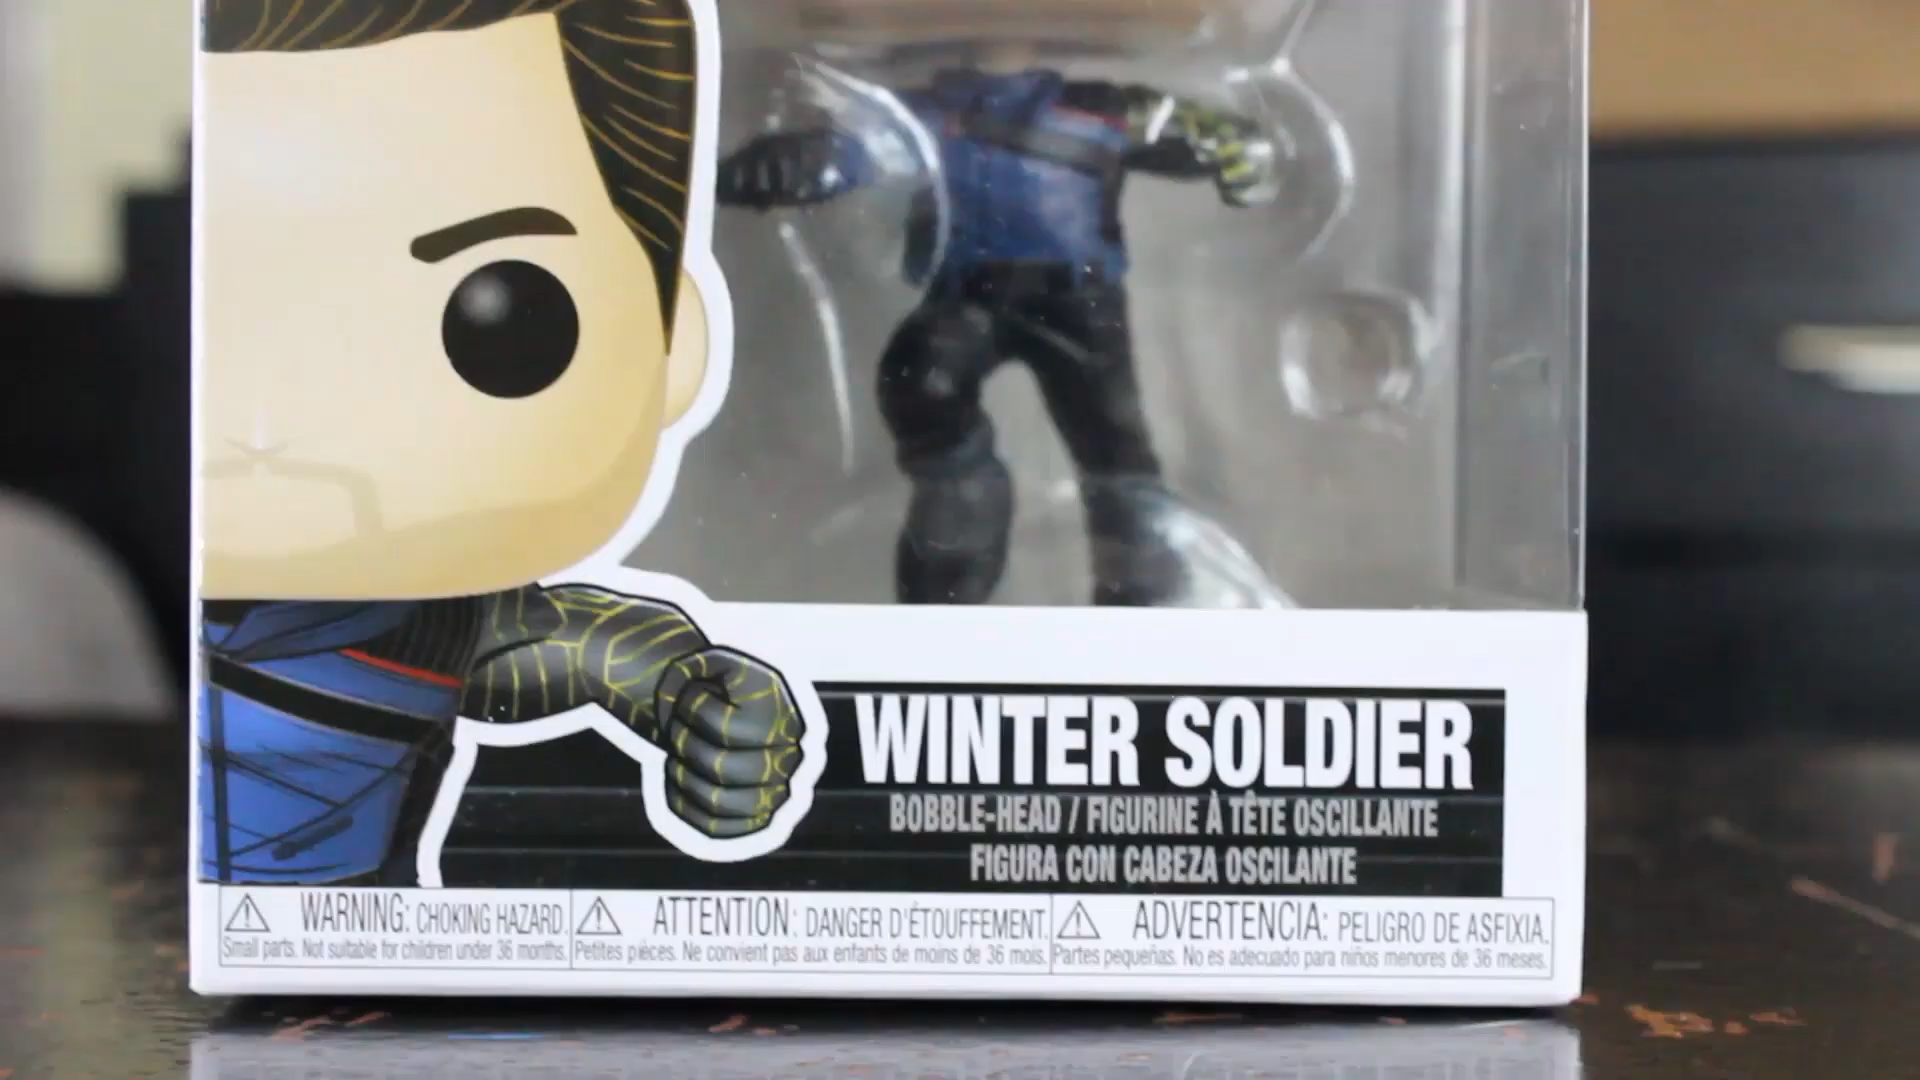 WINTER SOLDIER
BOBBLE-HEAD / FIGURINE À TÊTE OSCILLANTE
FIGURA CON CABEZA OSCILANTE
WARNING: CHOKING HAZARD.
Small parts. Not suitable for children under 36 months.
ATTENTION: DANGER D'ÉTOUFFEMENT.
Petites pièces. Ne convient pas aux enfants de moins de 36 mois.
ADVERTENCIA: PELIGRO DE ASFIXIA.
Partes pequeñas. No es adecuado para niños menores de 36 meses.